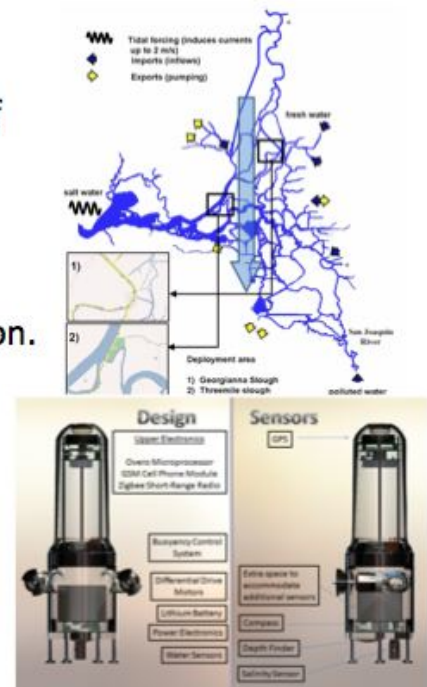 Tidal forcing (induces currents
up to 2 m/s)
Imports (inflows)
Exports (pumping)
fresh water
salt water
1)
2)
on.
San Joaquin
River
Deployment area
1) Georgianna Slough
2) Threemile slough
polluted water
Design
Upper Electronics
Overo Microprocessor
GSM Cell Phone Module
Zigbee Short-Range Radio
Buoyancy Control
System
Differential Drive
Motors
Lithium Battery
Power Electronics
Water Sensors
Sensors
GPS
Extra space to
accommodate
additional sensors
Compass
Depth Finder
Salinity Sensor